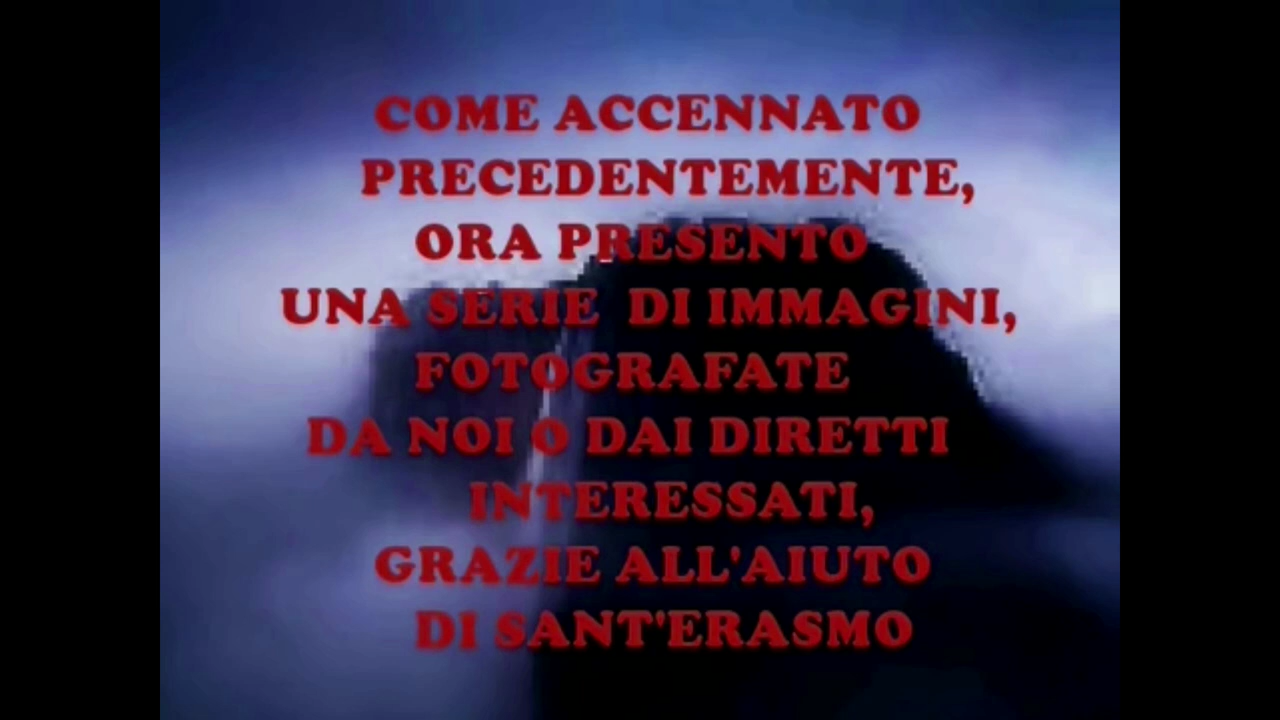 COME ACCENNATO
PRECEDENTEMENTE,
ORA PRESENTO
UNA SERIE DI IMMAGINI,
FOTOGRAFATE
DA NOI O DAI DIRETTI
INTERESSATI,
GRAZIE ALL'AIUTO
DI SANT'ERASMO